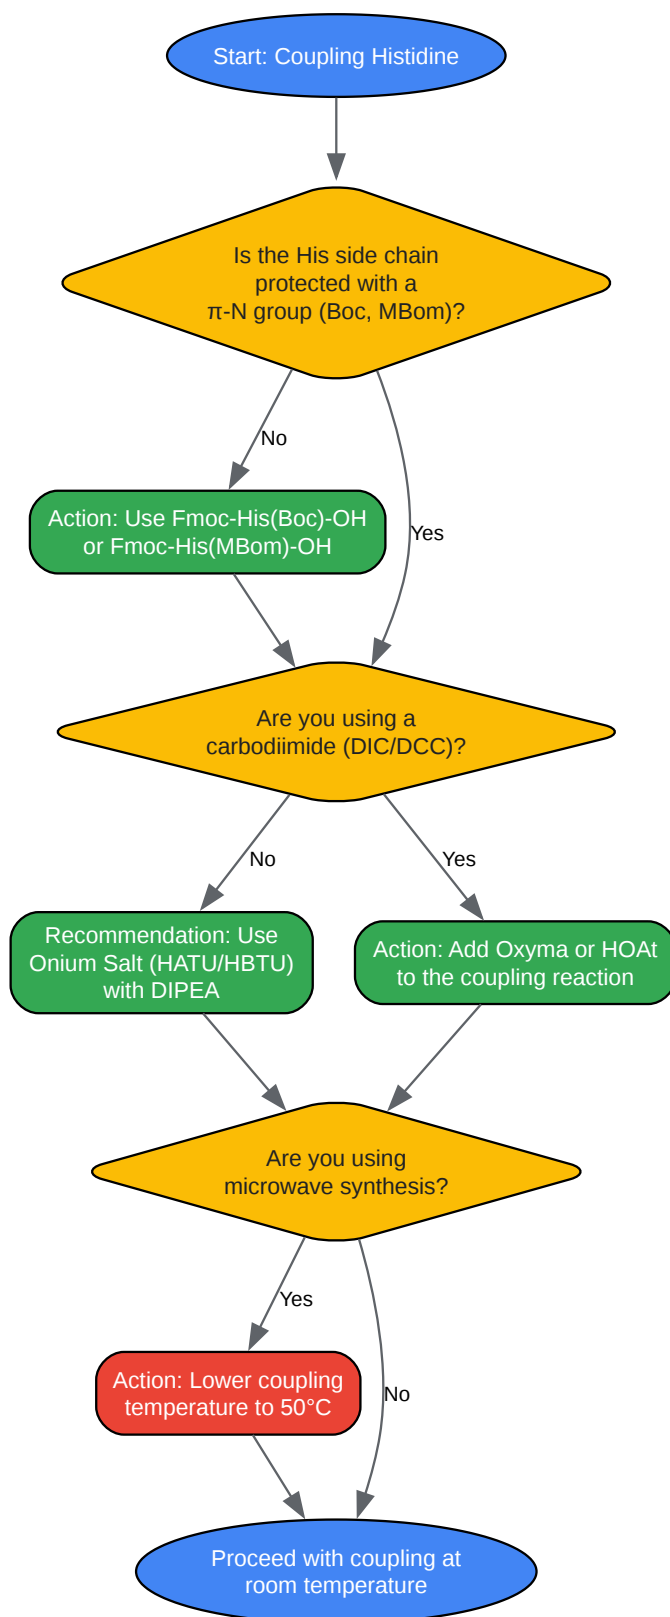 Start: Coupling Histidine
Is the His side chain
protected with a
π-N group (Boc, MBom)?
No
Yes
Action: Use Fmoc-His(Boc)-OH
or Fmoc-His(MBom)-OH
Are you using a
carbodiimide (DIC/DCC)?
No
Yes
Recommendation: Use
Onium Salt (HATU/HBTU)
with DIPEA
Action: Add Oxyma or HOAt
to the coupling reaction
Are you using
microwave synthesis?
Yes
No
Action: Lower coupling
temperature to 50°C
Proceed with coupling at
room temperature